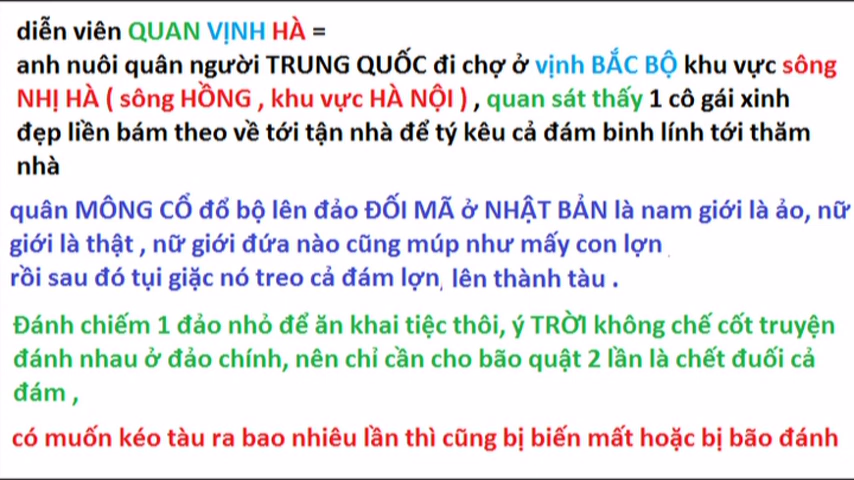 diễn viên QUAN VỊNH HÀ =
anh nuôi quân người TRUNG QUỐC đi chợ ở vịnh BẮC BỘ khu vực sông
NHỊ HÀ ( sông HỒNG , khu vực HÀ NỘI ) , quan sát thấy 1 cô gái xinh
đẹp liền bám theo về tới tận nhà để tý kêu cả đám binh lính tới thăm
nhà
quân MÔNG CỔ đổ bộ lên đảo ĐỐI MÃ ở NHẬT BẢN là nam giới là ảo, nữ
giới là thật , nữ giới đứa nào cũng múp như mấy con lợn
rồi sau đó tụi giặc nó treo cả đám lợn, lên thành tàu .
Đánh chiếm 1 đảo nhỏ để ăn khai tiệc thôi, ý TRỜI không chế cốt truyện
đánh nhau ở đảo chính, nên chỉ cần cho bão quật 2 lần là chết đuối cả
đám ,
có muốn kéo tàu ra bao nhiêu lần thì cũng bị biến mất hoặc bị bão đánh